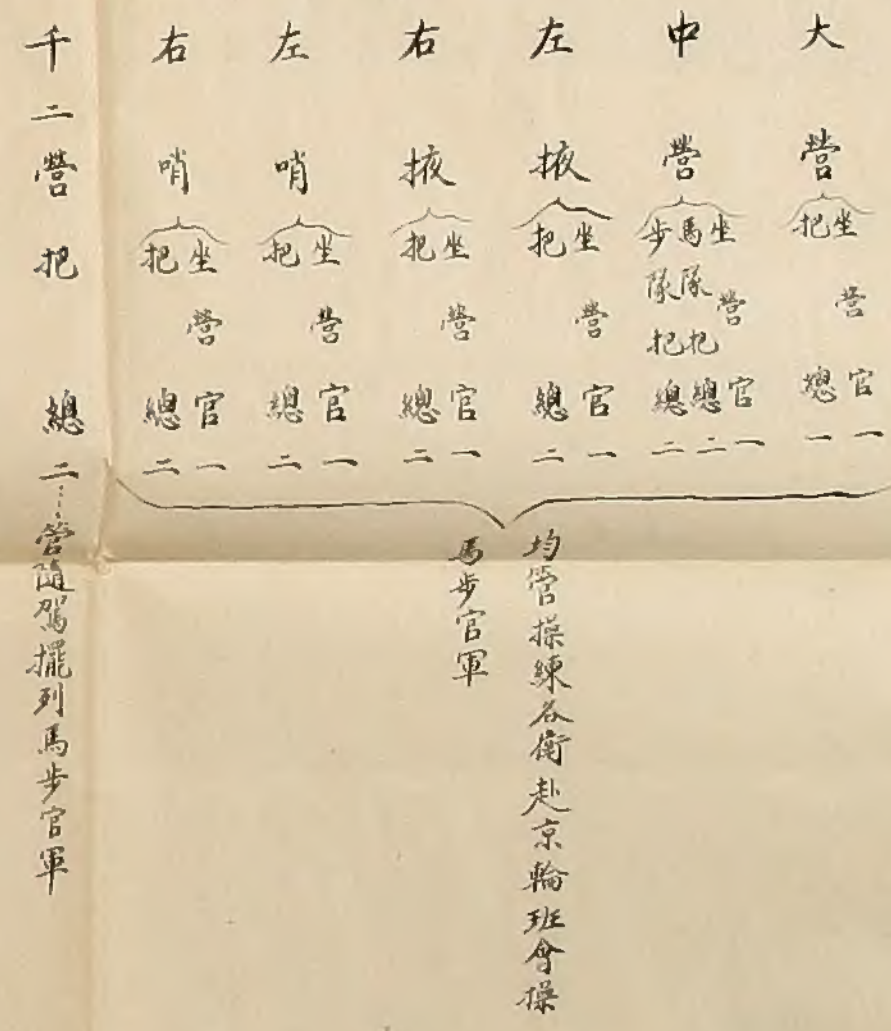 大營
坐營官一
把總一
中營
坐營官一
馬隊把總二
步隊把總二
左掖
坐營官一
把總二
右掖
坐營官一
把總二
左哨
坐營官一
把總二
右哨
坐營官一
把總二
均管操練各衛赴京輪班會操
馬步官軍
千二營把總二……管隨駕擺列馬步官軍